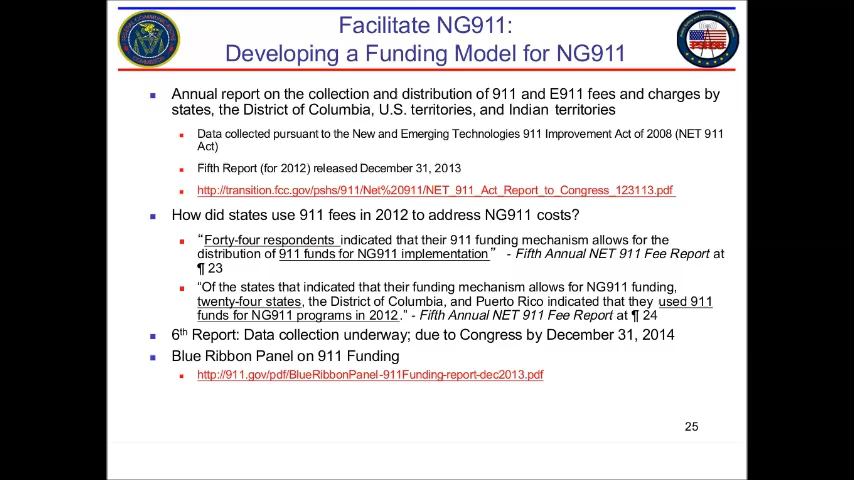 Facilitate NG911:
Developing a Funding Model for NG911
Annual report on the collection and distribution of 911 and E911 fees and charges by
states, the District of Columbia, U.S. territories, and Indian territories
Data collected pursuant to the New and Emerging Technologies 911 Improvement Act of 2008 (NET 911
Act)
Fifth Report (for 2012) released December 31, 2013
http://transition.fcc.gov/pshs/911/Net%20911/NET_911_Act_Report_to_Congress_123113.pdf
How did states use 911 fees in 2012 to address NG911 costs?
“Forty-four respondents indicated that their 911 funding mechanism allows for the
distribution of 911 funds for NG911 implementation” - Fifth Annual NET 911 Fee Report at
¶ 23
“Of the states that indicated that their funding mechanism allows for NG911 funding,
twenty-four states, the District of Columbia, and Puerto Rico indicated that they used 911
funds for NG911 programs in 2012.” - Fifth Annual NET 911 Fee Report at ¶ 24
6th Report: Data collection underway; due to Congress by December 31, 2014
Blue Ribbon Panel on 911 Funding
http://911.gov/pdf/BlueRibbonPanel-911Funding-report-dec2013.pdf
25